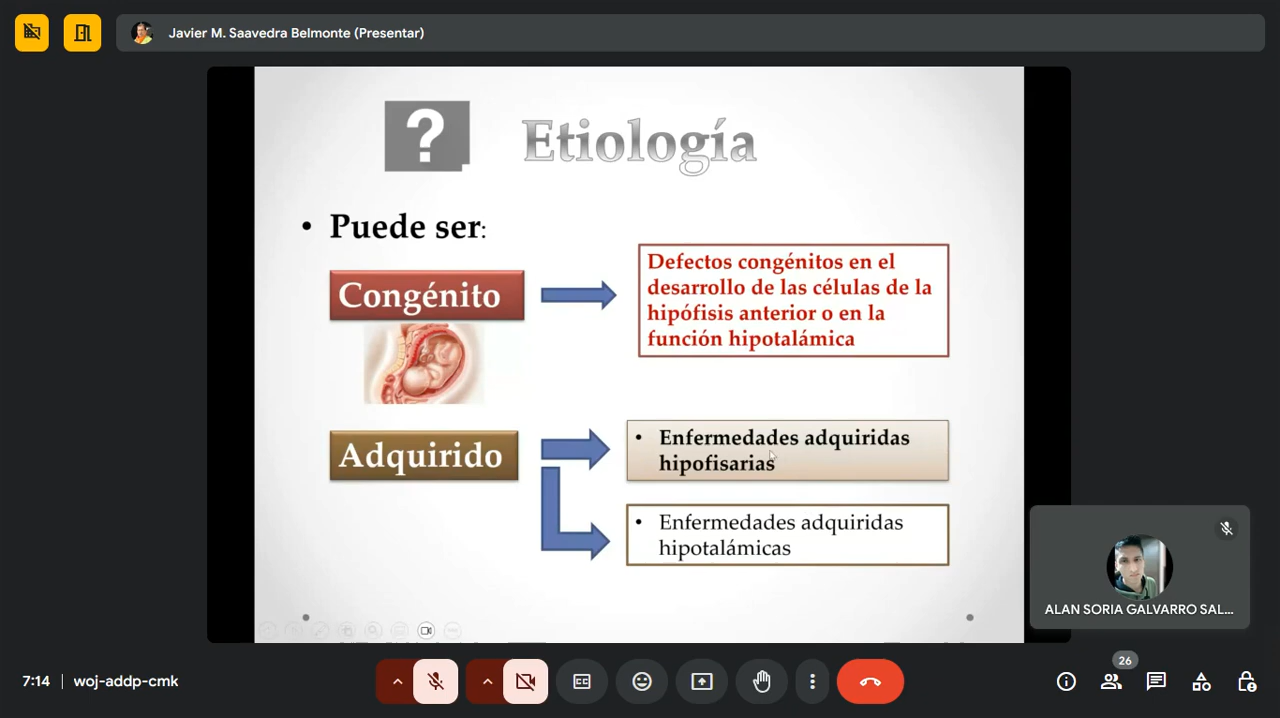 Javier M. Saavedra Belmonte (Presentar)
?
Etiología
• Puede ser:
Congénito
Defectos congénitos en el
desarrollo de las células de la
hipófisis anterior o en la
función hipotalámica
Adquirido
• Enfermedades adquiridas
hipofisarias
• Enfermedades adquiridas
hipotalámicas
ALAN SORIA GALVARRO SAL...
7:14 | woj-addp-cmk
26